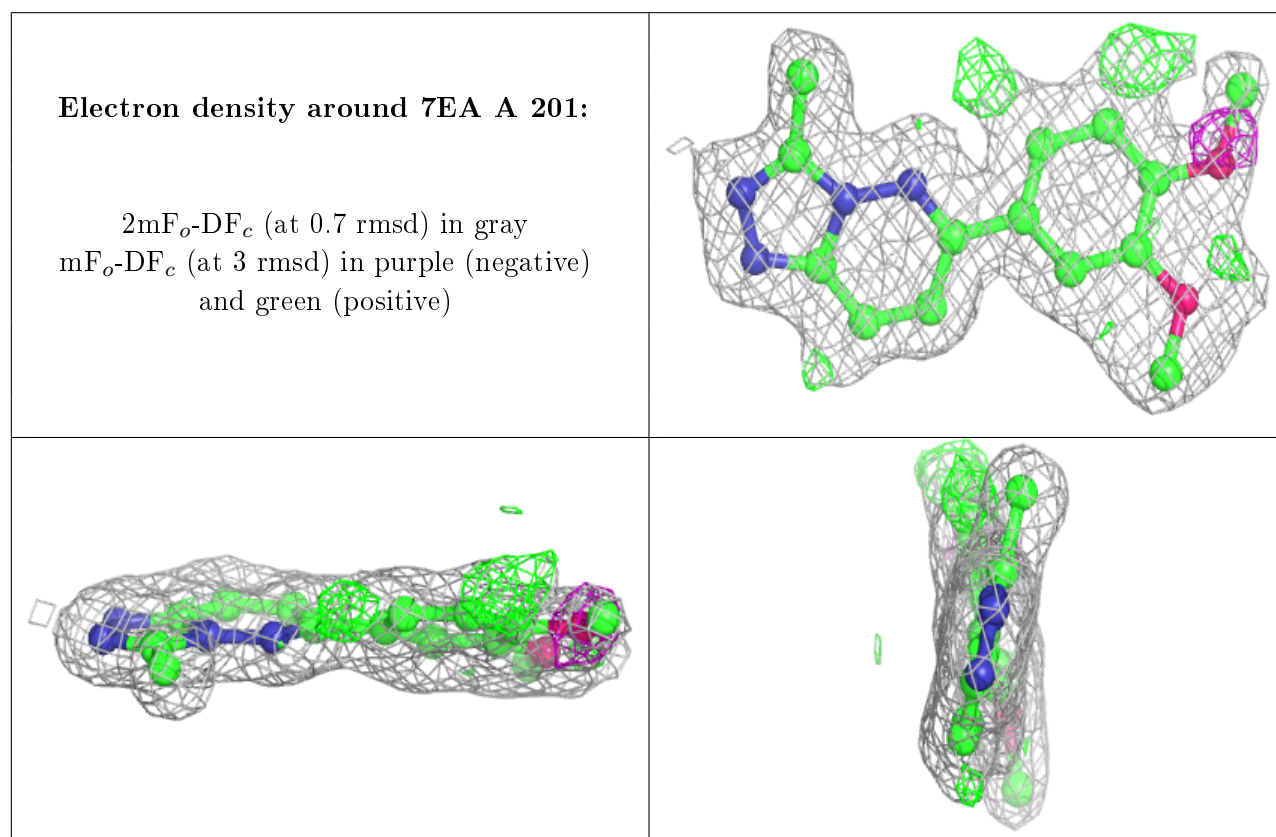 Electron density around 7EA A 201:
2mFₒ-DF𝒸 (at 0.7 rmsd) in gray
mFₒ-DF𝒸 (at 3 rmsd) in purple (negative)
and green (positive)